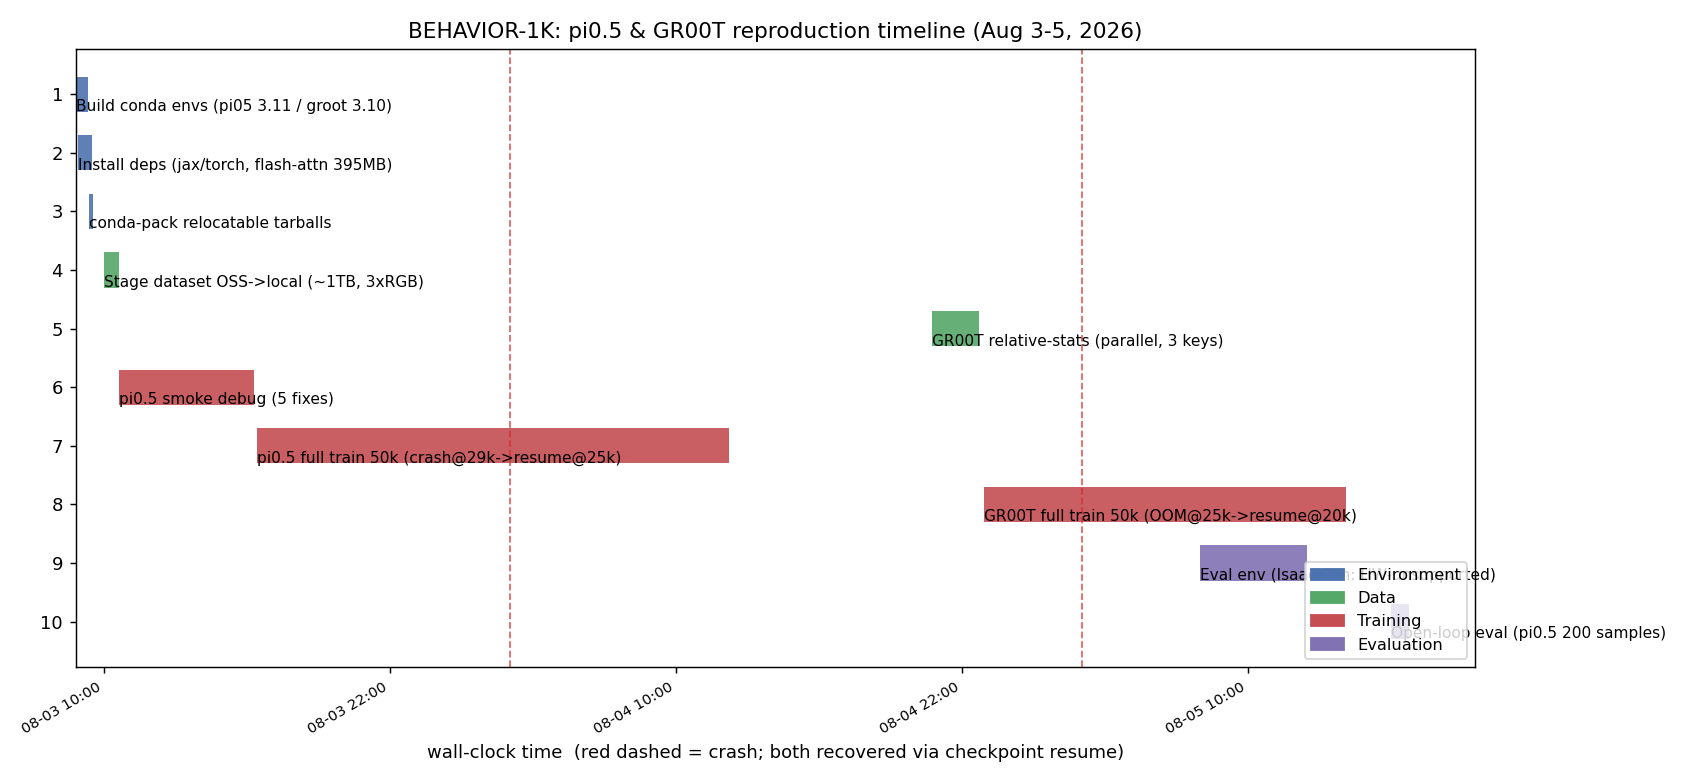 BEHAVIOR-1K: pi0.5 & GR00T reproduction timeline (Aug 3-5, 2026)
1
Build conda envs (pi05 3.11 / groot 3.10)
2
Install deps (jax/torch, flash-attn 395MB)
3
conda-pack relocatable tarballs
4
Stage dataset OSS->local (~1TB, 3xRGB)
5
GR00T relative-stats (parallel, 3 keys)
6
pi0.5 smoke debug (5 fixes)
7
pi0.5 full train 50k (crash@29k->resume@25k)
8
GR00T full train 50k (OOM@25k->resume@20k)
9
Eval env
10
Open-loop eval (pi0.5 200 samples)
Environment
Data
Training
Evaluation
08-03 10:00
08-03 22:00
08-04 10:00
08-04 22:00
08-05 10:00
wall-clock time (red dashed = crash; both recovered via checkpoint resume)